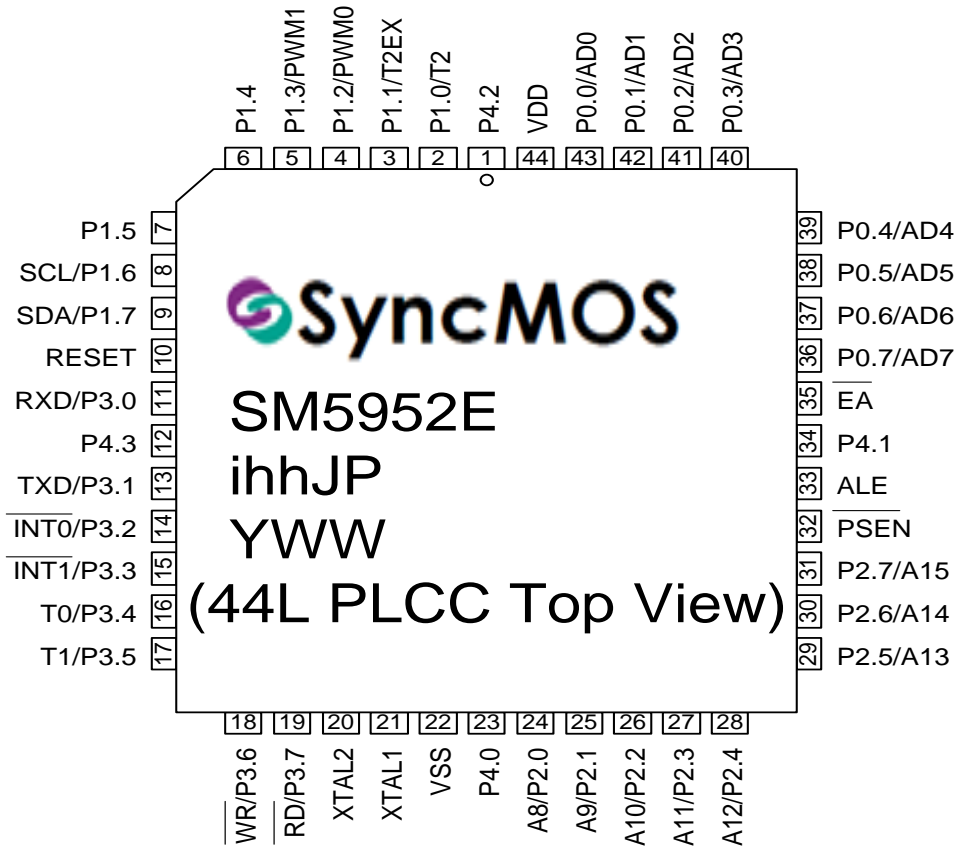 P1.4
P1.3/PWM1
P1.2/PWM0
P1.1/T2EX
P1.0/T2
P4.2
VDD
P0.0/AD0
P0.1/AD1
P0.2/AD2
P0.3/AD3
6 5 4 3 2 1 44 43 42 41 40
P1.5 7
SCL/P1.6 8
SDA/P1.7 9
RESET 10
RXD/P3.0 11
P4.3 12
TXD/P3.1 13
INT0/P3.2 14
INT1/P3.3 15
T0/P3.4 16
T1/P3.5 17
SyncMOS
SM5952E
ihhJP
YWW
(44L PLCC Top View)
39 P0.4/AD4
38 P0.5/AD5
37 P0.6/AD6
36 P0.7/AD7
35 EA
34 P4.1
33 ALE
32 PSEN
31 P2.7/A15
30 P2.6/A14
29 P2.5/A13
18 19 20 21 22 23 24 25 26 27 28
WR/P3.6
RD/P3.7
XTAL2
XTAL1
VSS
P4.0
A8/P2.0
A9/P2.1
A10/P2.2
A11/P2.3
A12/P2.4